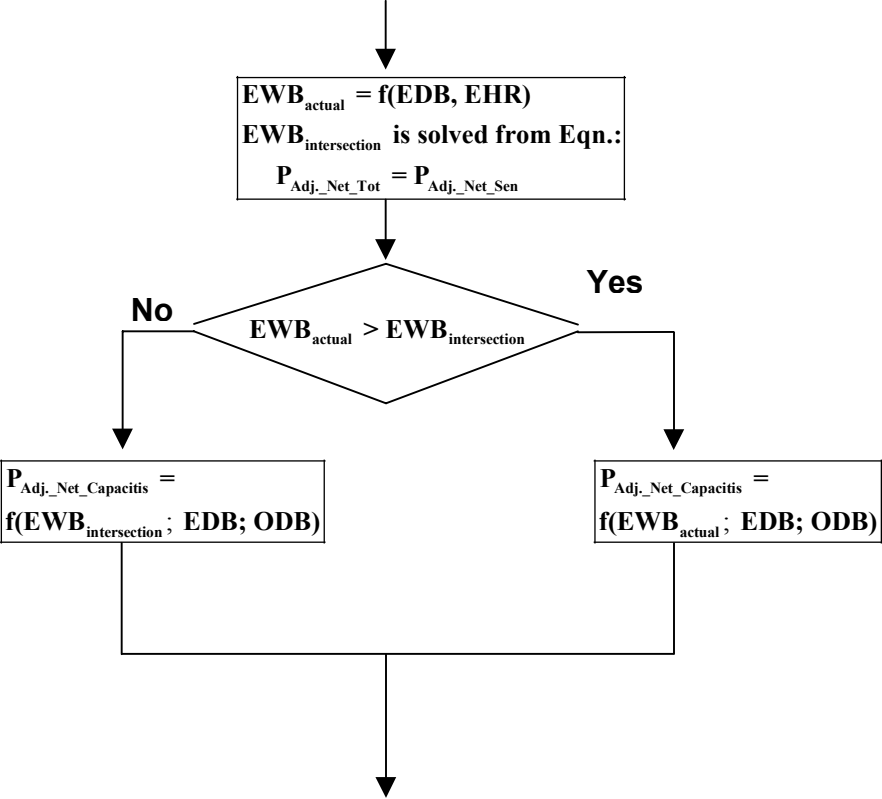 EWB_actual = f(EDB, EHR)
EWB_intersection is solved from Eqn.:
P_Adj._Net_Tot = P_Adj._Net_Sen
Yes
No
EWB_actual > EWB_intersection
P_Adj._Net_Capacitis =
f(EWB_intersection; EDB; ODB)
P_Adj._Net_Capacitis =
f(EWB_actual; EDB; ODB)